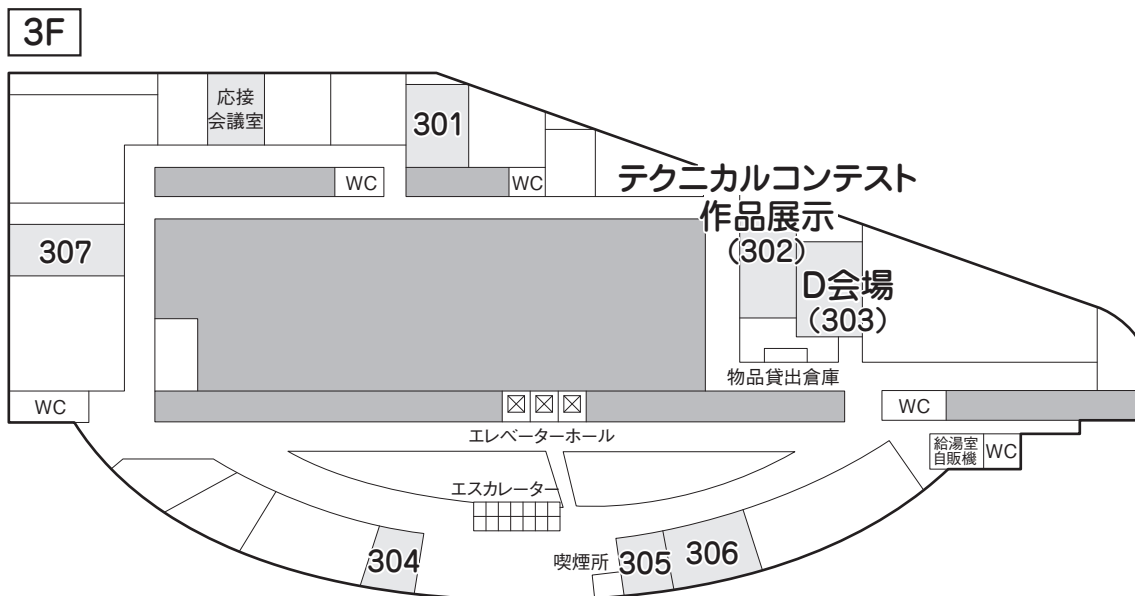 3F
応接
会議室
301
WC
WC
テクニカルコンテスト
作品展示
(302)
307
D会場
(303)
物品貸出倉庫
WC
WC
エレベーターホール
給湯室
自販機
WC
エスカレーター
喫煙所
304
305
306